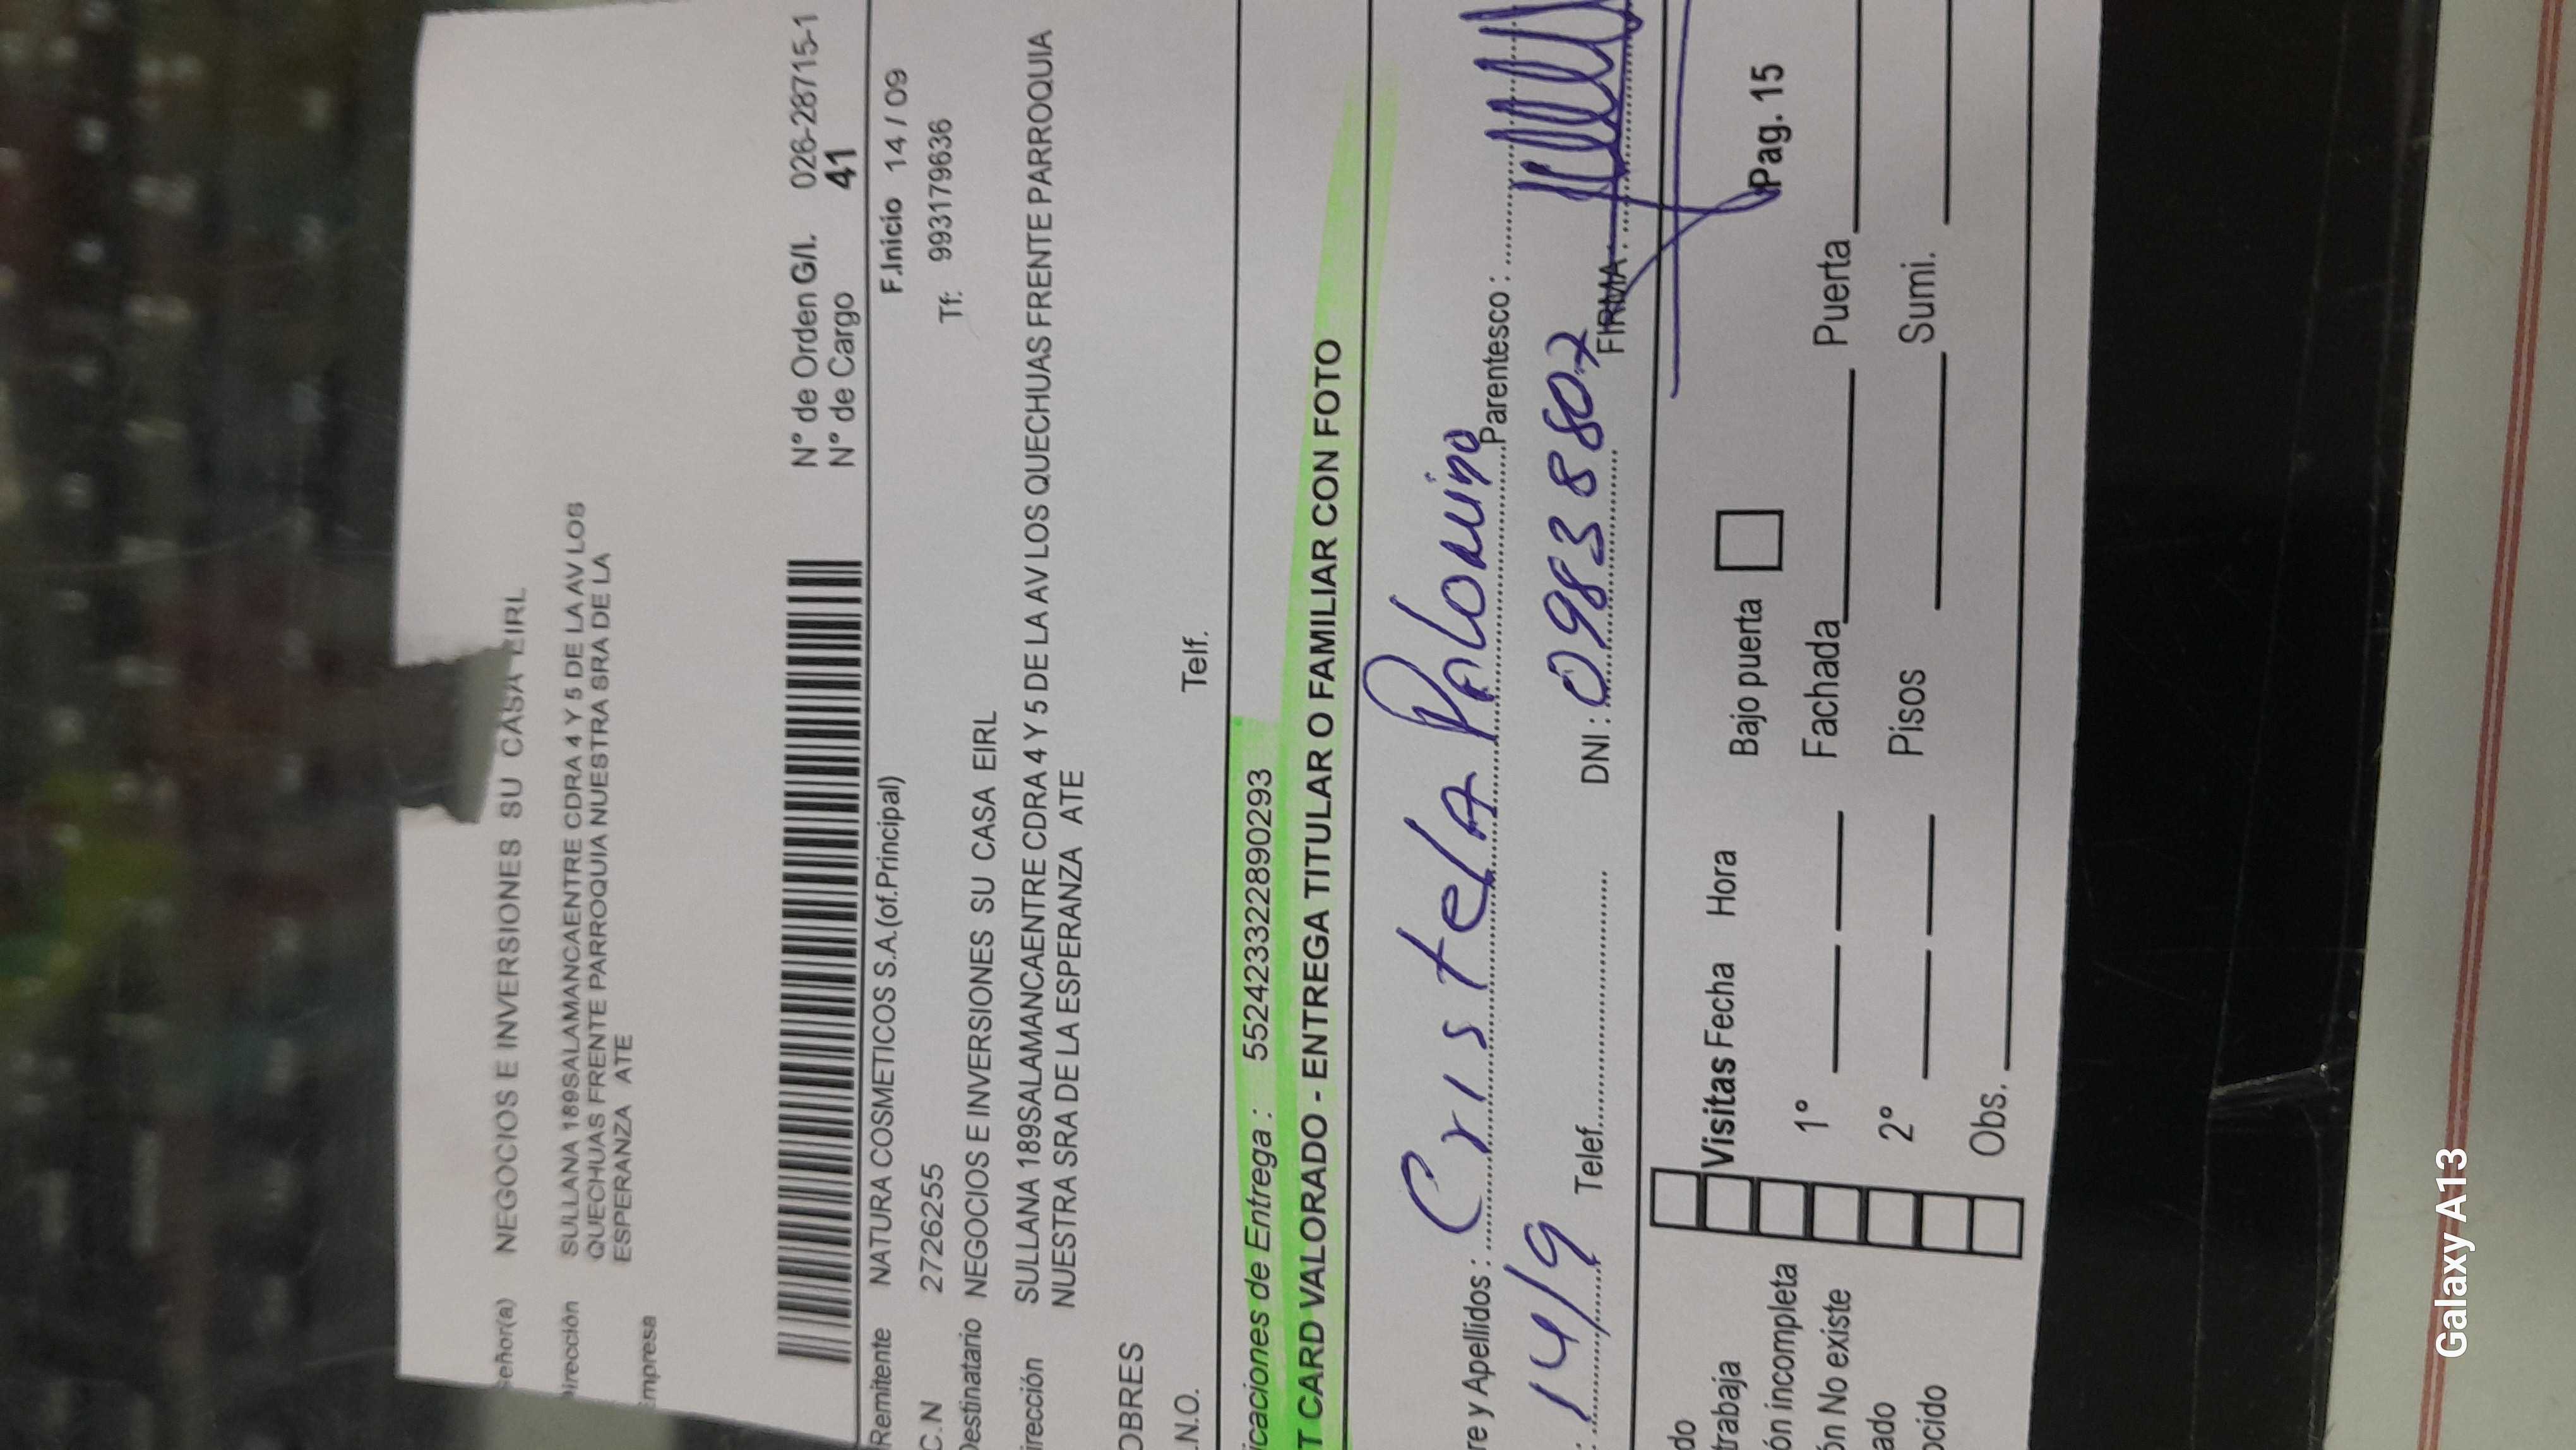 señor(a) NEGOCIOS E INVERSIONES SU CASA EIRL
Dirección SULLANA 189SALAMANCAENTRE CDRA 4 Y 5 DE LA AV LOS
QUECHUAS FRENTE PARROQUIA NUESTRA SRA DE LA
ESPERANZA ATE
Empresa
N° de Orden G/I. 026-28715-1
N° de Cargo 41
Remitente NATURA COSMETICOS S.A.(of.Principal) F.Inicio 14 / 09
C.N 2726255 Tf: 993179636
Destinatario NEGOCIOS E INVERSIONES SU CASA EIRL
irección SULLANA 189SALAMANCAENTRE CDRA 4 Y 5 DE LA AV LOS QUECHUAS FRENTE PARROQUIA
NUESTRA SRA DE LA ESPERANZA ATE
OBRES
.N.O. Telf.
icaciones de Entrega : 552423322890293
T CARD VALORADO - ENTREGA TITULAR O FAMILIAR CON FOTO
re y Apellidos : Cristela Palomino Parentesco :
: 14/9 Telef. DNI : 09838807 FIRMA :
do
trabaja Visitas Fecha Hora Bajo puerta Pag. 15
ón incompleta 1° Fachada Puerta
ón No existe
ado 2° Pisos Sumi.
ocido Obs.
Galaxy A13